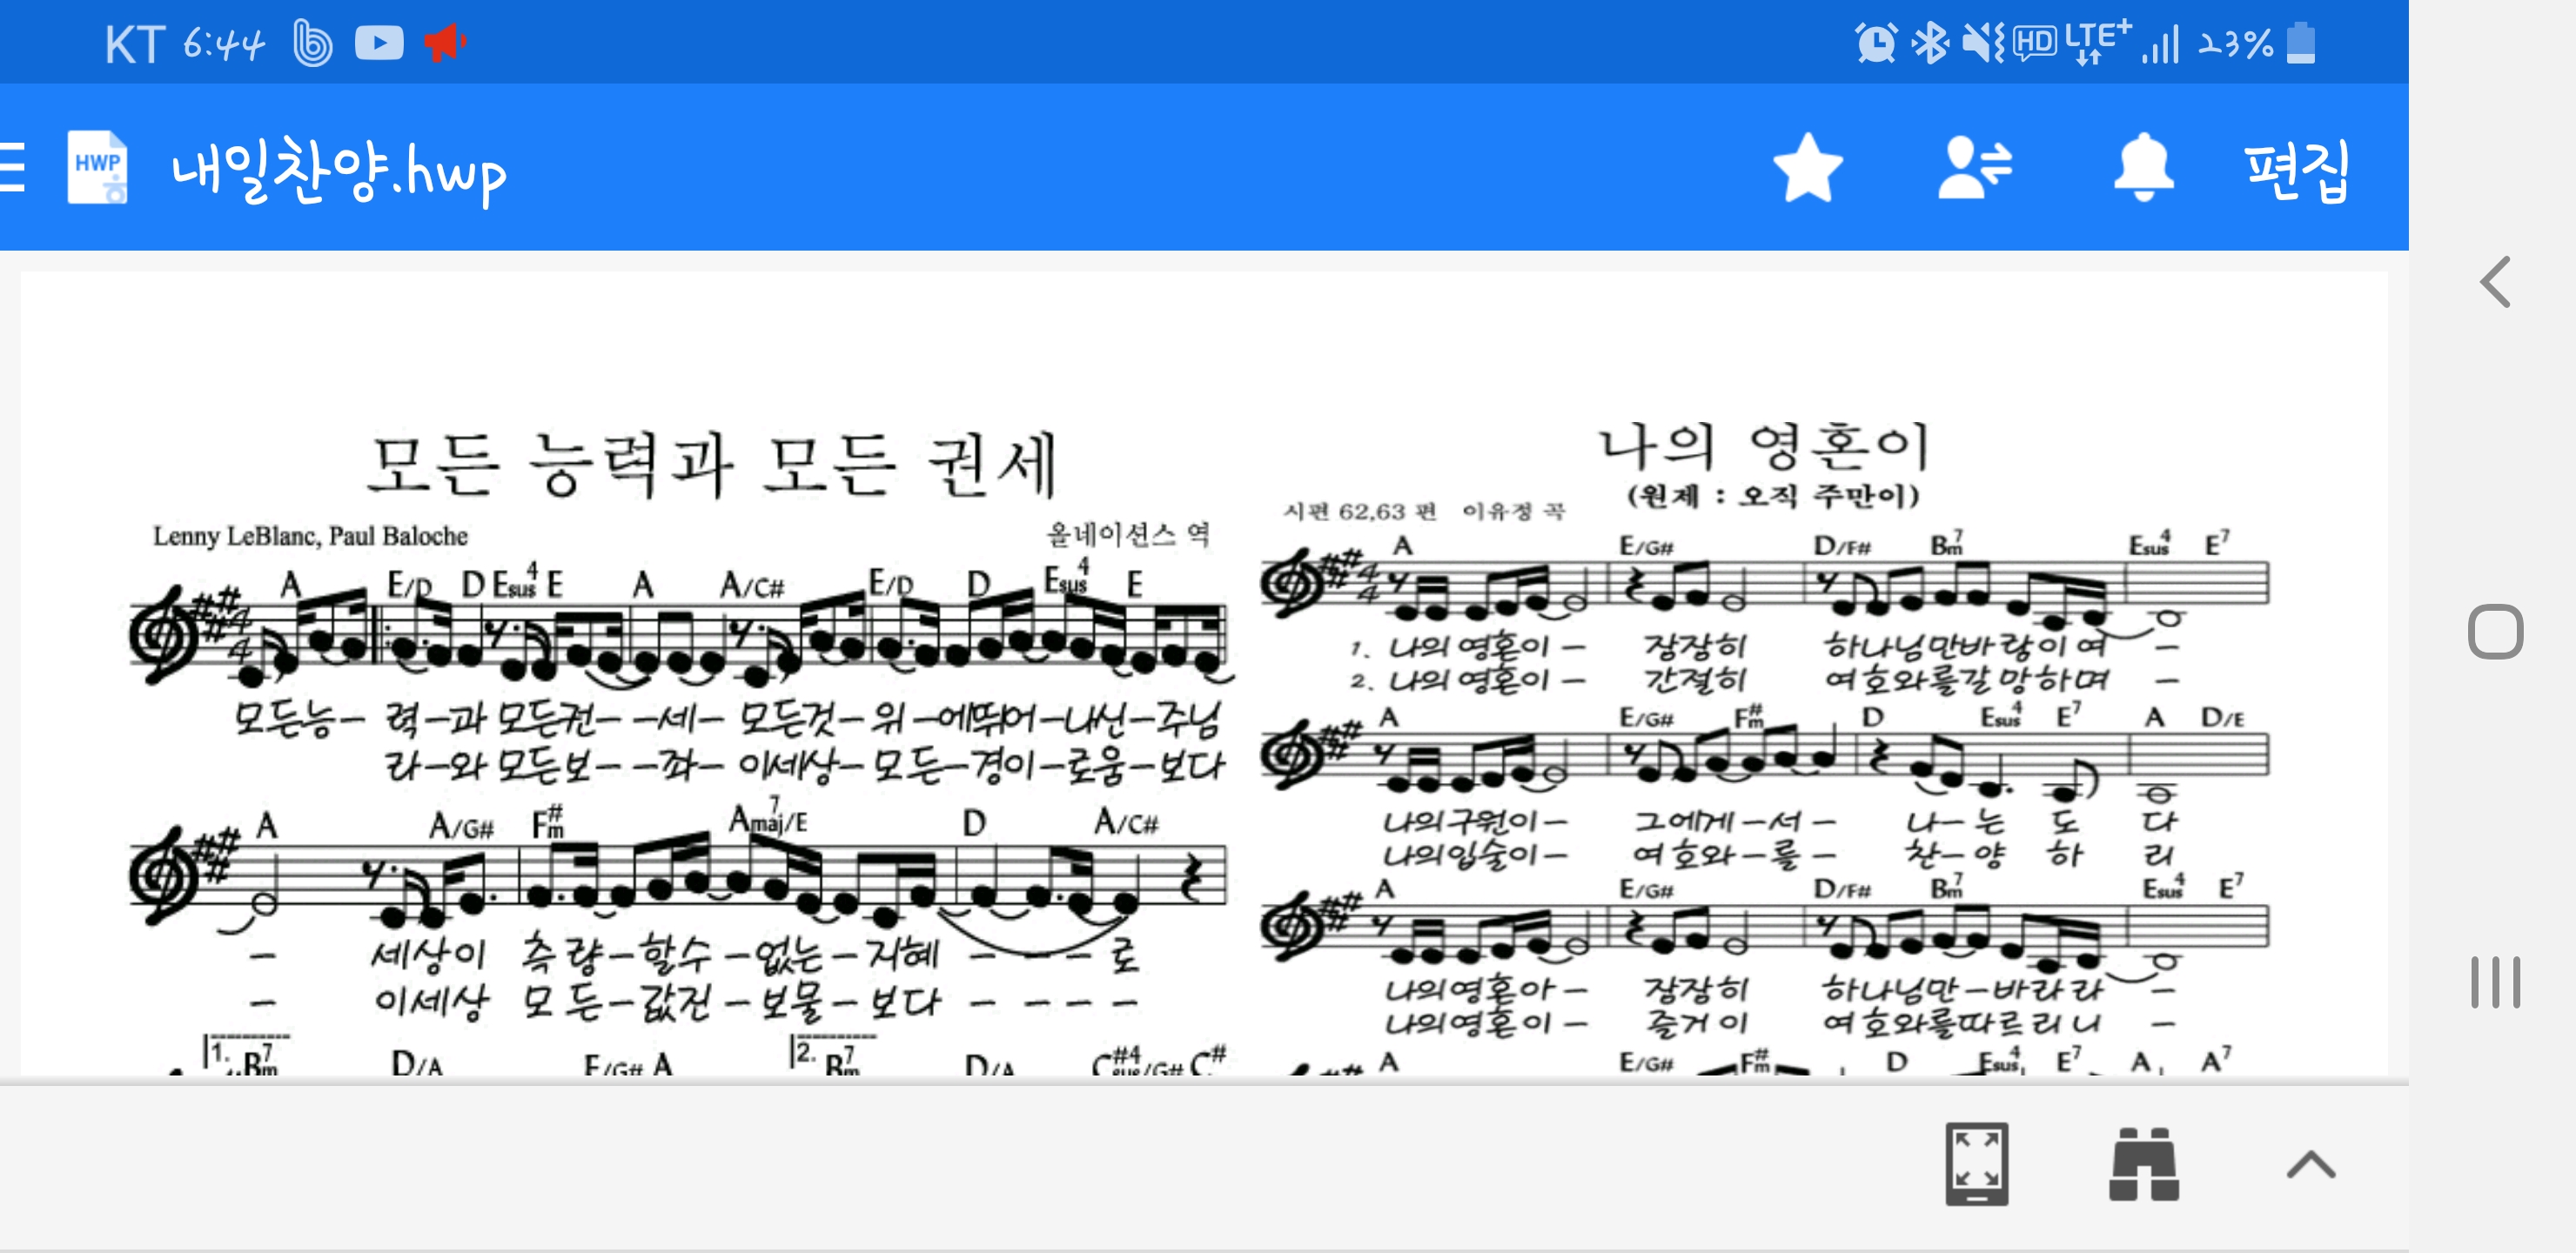 KT 6:44 HD LTE+ 23%
HWP 내일찬양.hwp 편집
모든 능력과 모든 권세
Lenny LeBlanc, Paul Baloche 올네이션스 역
A E/D D Esus4 E A A/C# E/D D Esus4 E
모든능- 력-과 모든권- -세- 모든것- 위-에뛰어-나신-주님
라-와 모든보- -좌- 이세상- 모든-경이-로움-보다
A A/G# F#m Amaj7/E D A/C#
- 세상이 측량-할수-없는-지혜 - - - 로
- 이세상 모든-값진-보물-보다 - - - -
1. Bm7 D/A E/G# A 2. Bm7 D/A C#sus4/G# C#
나의 영혼이
(원제 : 오직 주만이)
시편 62,63 편 이유정 곡
A E/G# D/F# Bm7 Esus4 E7
4 4
1. 나의 영혼이 - 잠잠히 하나님만바 람이여 -
2. 나의 영혼이 - 간절히 여호와를갈 망하며 -
A E/G# F#m D Esus4 E7 A D/E
나의구원이 - 그에게 - 서 - 나 - 는 도 다
나의입술이 - 여호와 - 를 - 찬 - 양 하 리
A E/G# D/F# Bm7 Esus4 E7
나의영혼아 - 잠잠히 하나님만 - 바라라 -
나의영혼이 - 즐거이 여호와를따르리니 -
A E/G# F#m D Esus4 E7 A A7